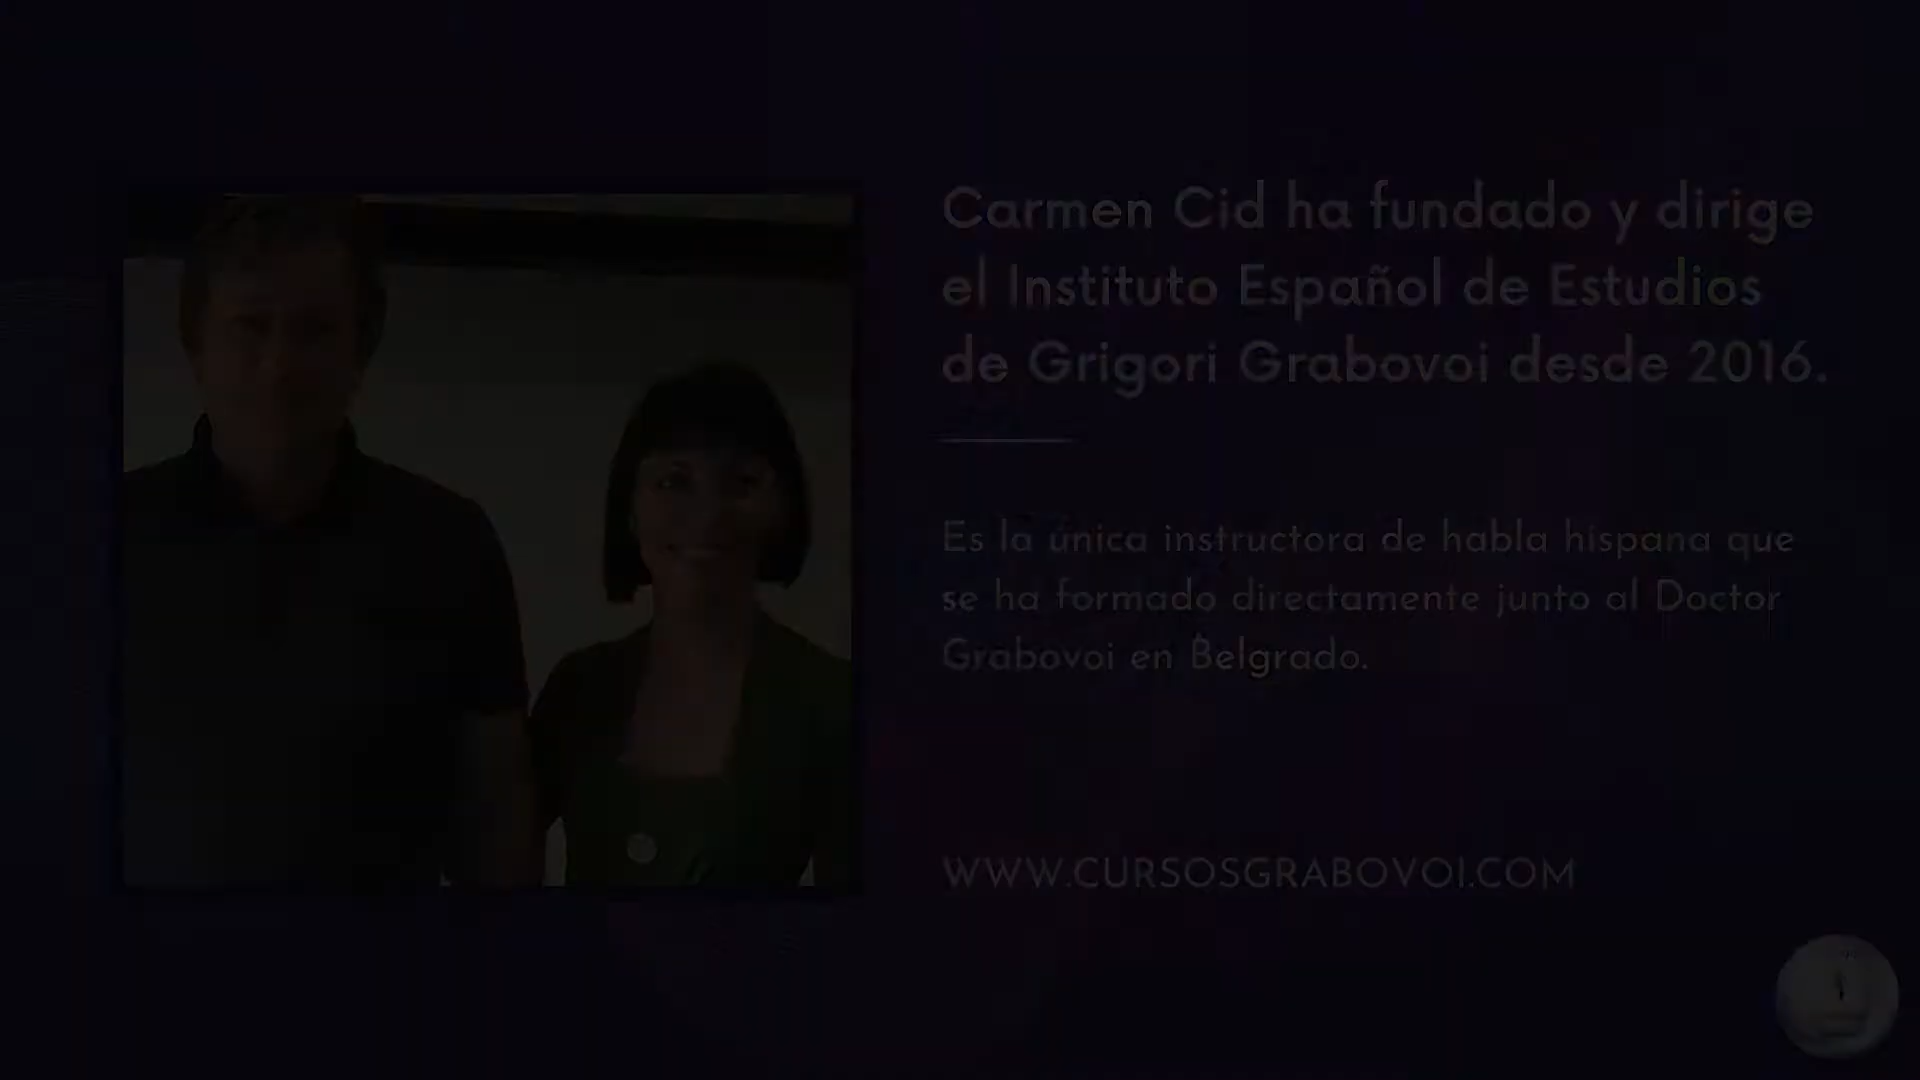 Carmen Cid ha fundado y dirige
el Instituto Español de Estudios
de Grigori Grabovoi desde 2016.
Es la única instructora de habla hispana que
se ha formado directamente junto al Doctor
Grabovoi en Belgrado.
WWW.CURSOSGRABOVOI.COM